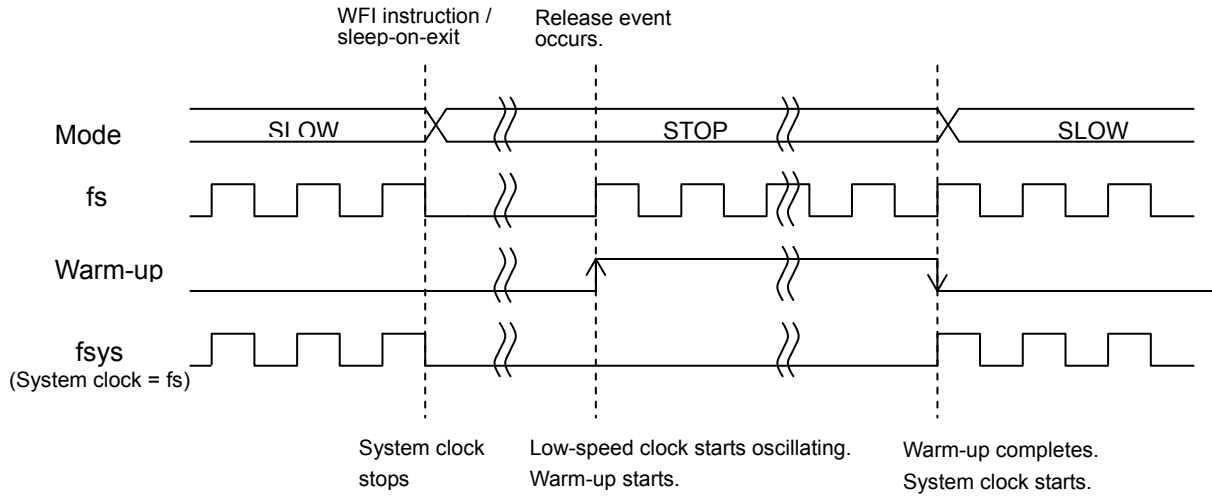 WFI instruction /
sleep-on-exit
Release event
occurs.
Mode
SLOW
STOP
SLOW
fs
Warm-up
fsys
(System clock = fs)
System clock
stops
Low-speed clock starts oscillating.
Warm-up starts.
Warm-up completes.
System clock starts.